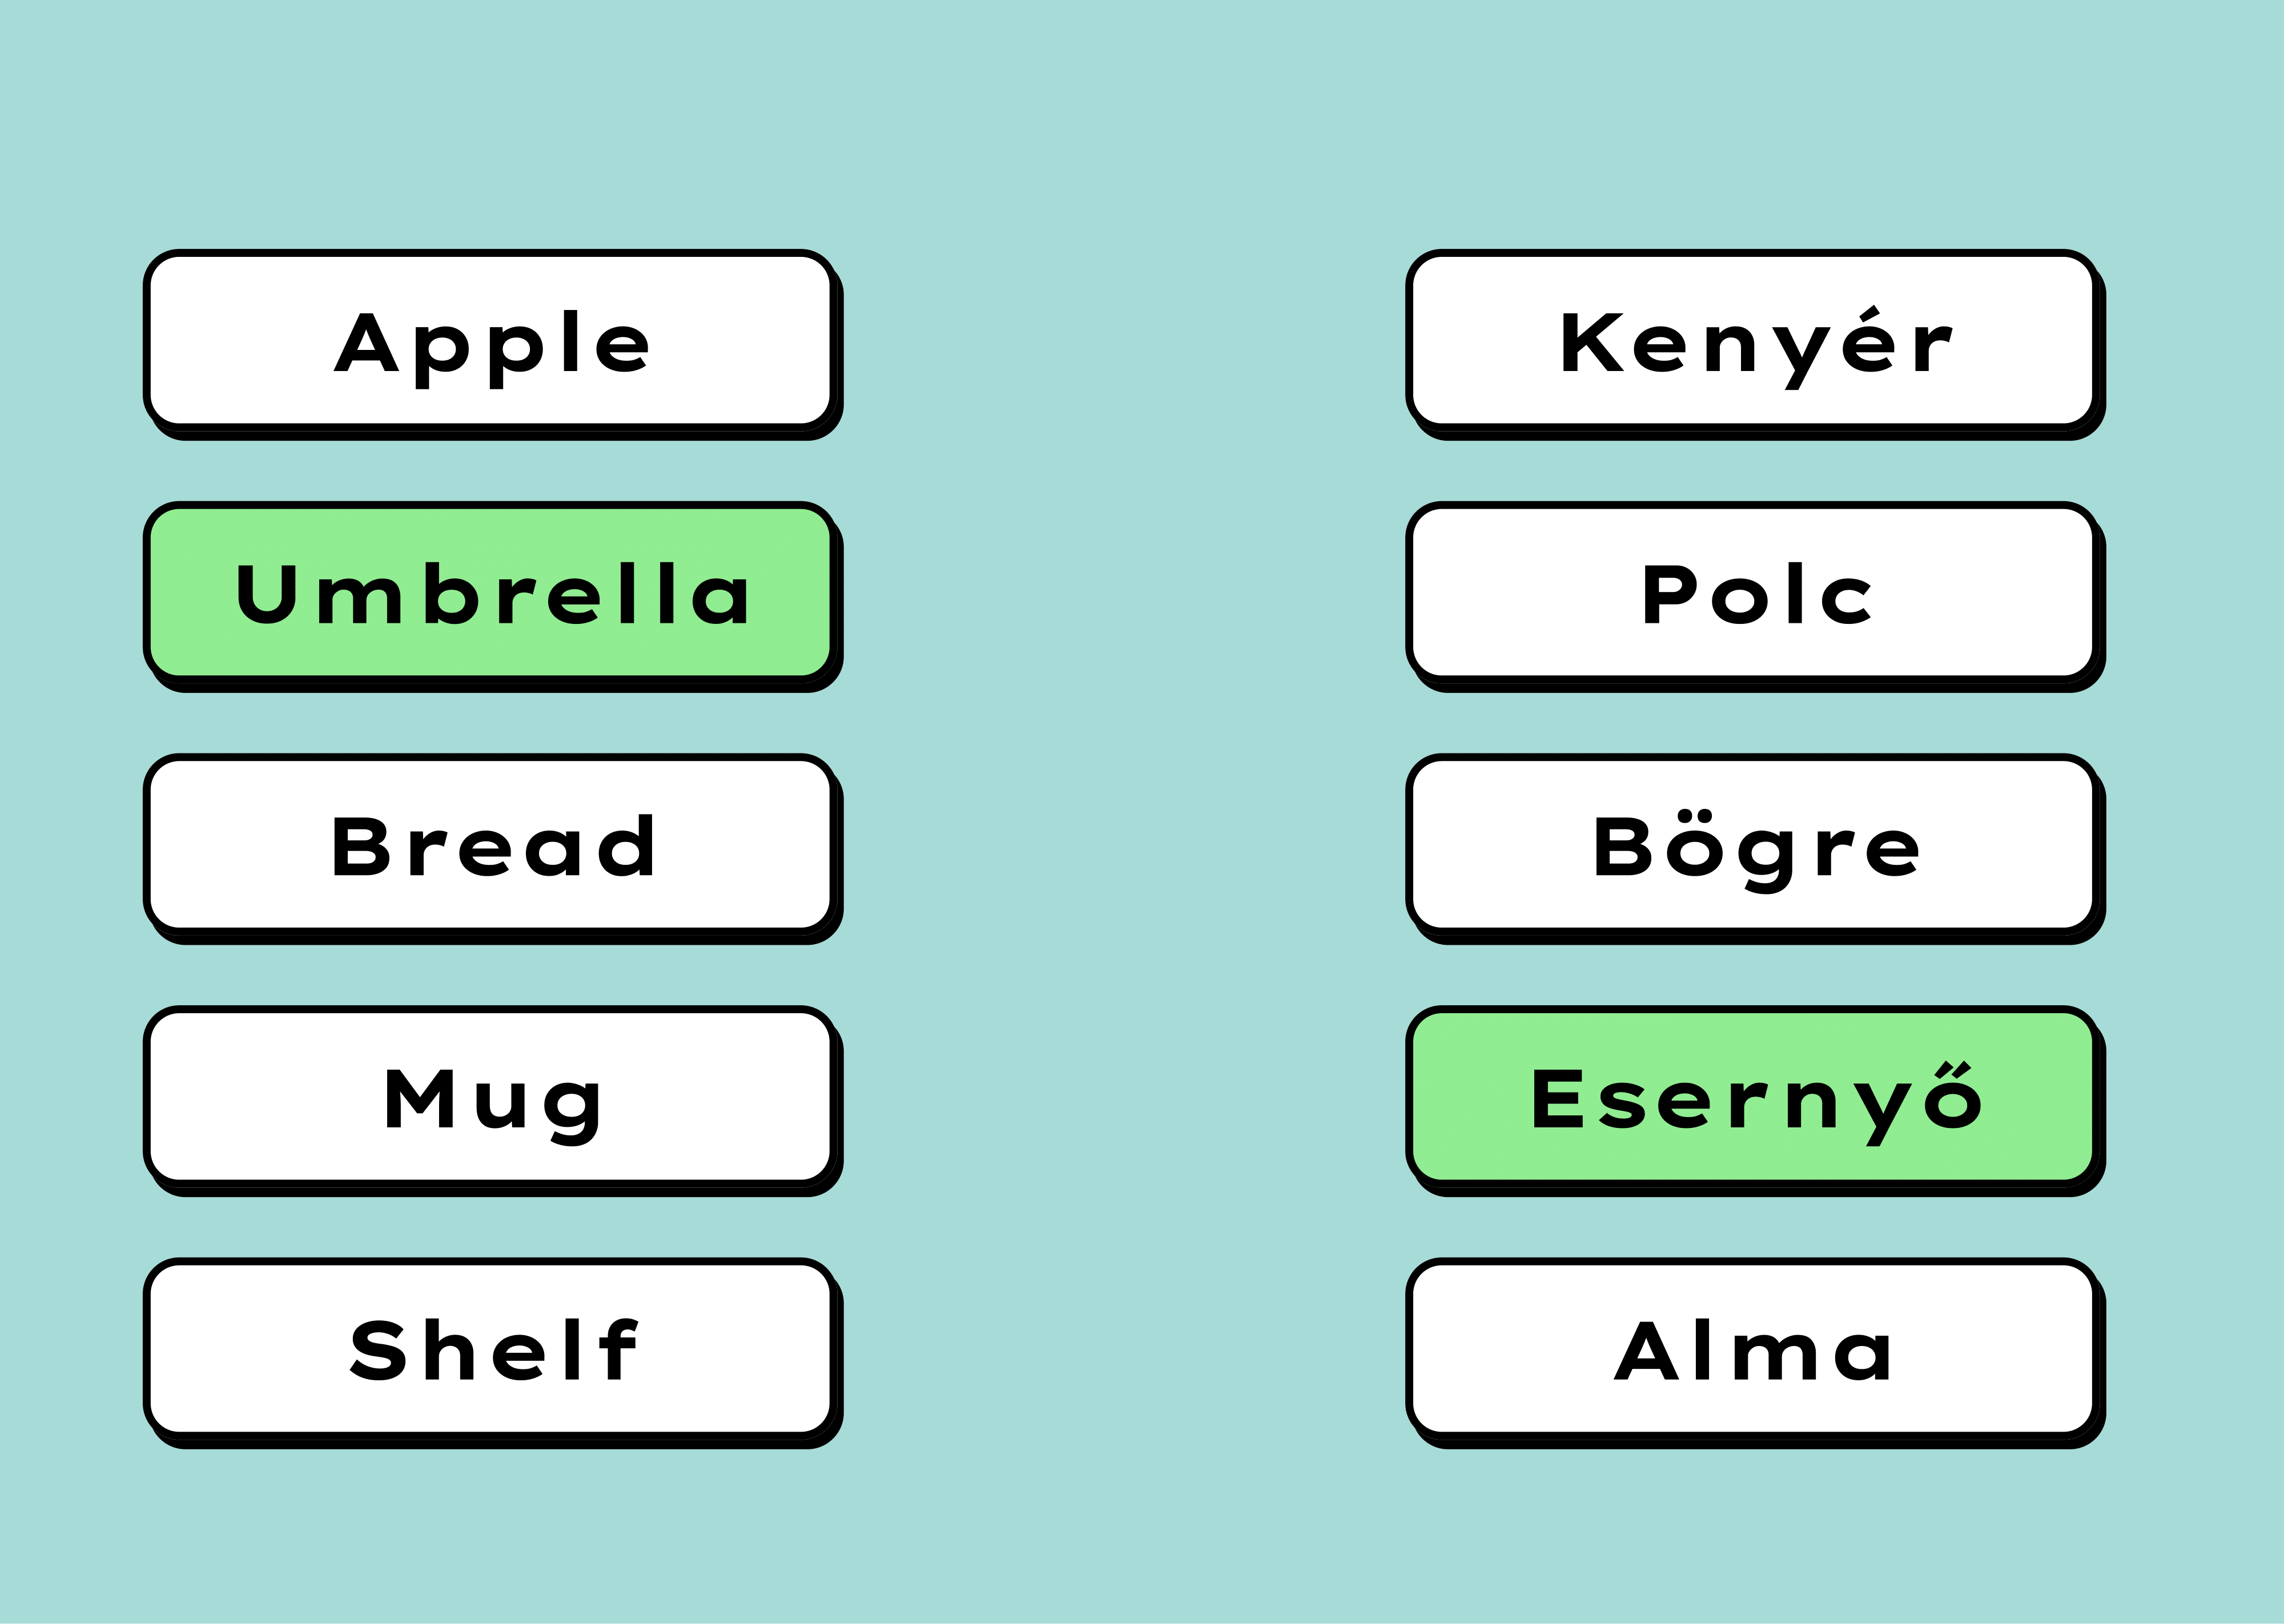 Apple
Umbrella
Bread
Mug
Shelf
Kenyér
Polc
Bögre
Esernyő
Alma